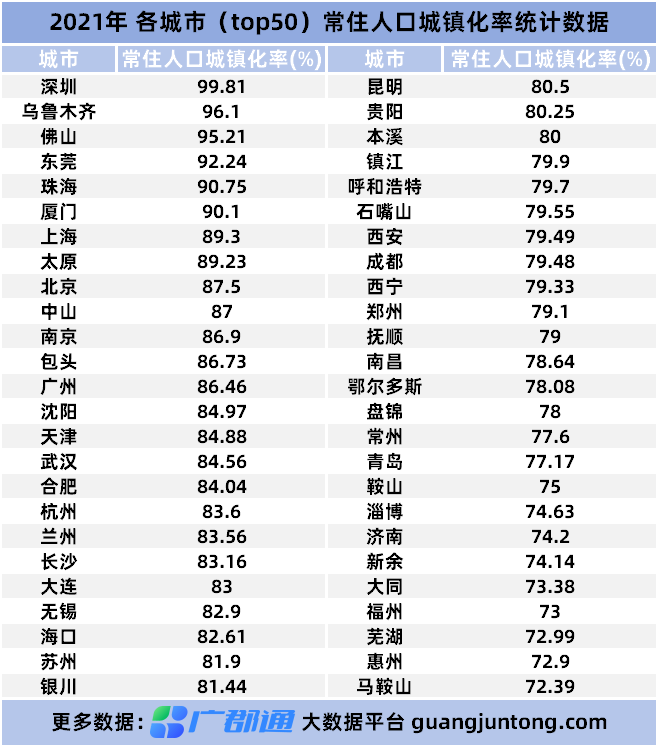 2021年 各城市（top50）常住人口城镇化率统计数据
城市 常住人口城镇化率(%) 城市 常住人口城镇化率(%)
深圳 99.81 昆明 80.5
乌鲁木齐 96.1 贵阳 80.25
佛山 95.21 本溪 80
东莞 92.24 镇江 79.9
珠海 90.75 呼和浩特 79.7
厦门 90.1 石嘴山 79.55
上海 89.3 西安 79.49
太原 89.23 成都 79.48
北京 87.5 西宁 79.33
中山 87 郑州 79.1
南京 86.9 抚顺 79
包头 86.73 南昌 78.64
广州 86.46 鄂尔多斯 78.08
沈阳 84.97 盘锦 78
天津 84.88 常州 77.6
武汉 84.56 青岛 77.17
合肥 84.04 鞍山 75
杭州 83.6 淄博 74.63
兰州 83.56 济南 74.2
长沙 83.16 新余 74.14
大连 83 大同 73.38
无锡 82.9 福州 73
海口 82.61 芜湖 72.99
苏州 81.9 惠州 72.9
银川 81.44 马鞍山 72.39
更多数据： 广郡通 大数据平台 guangjuntong.com